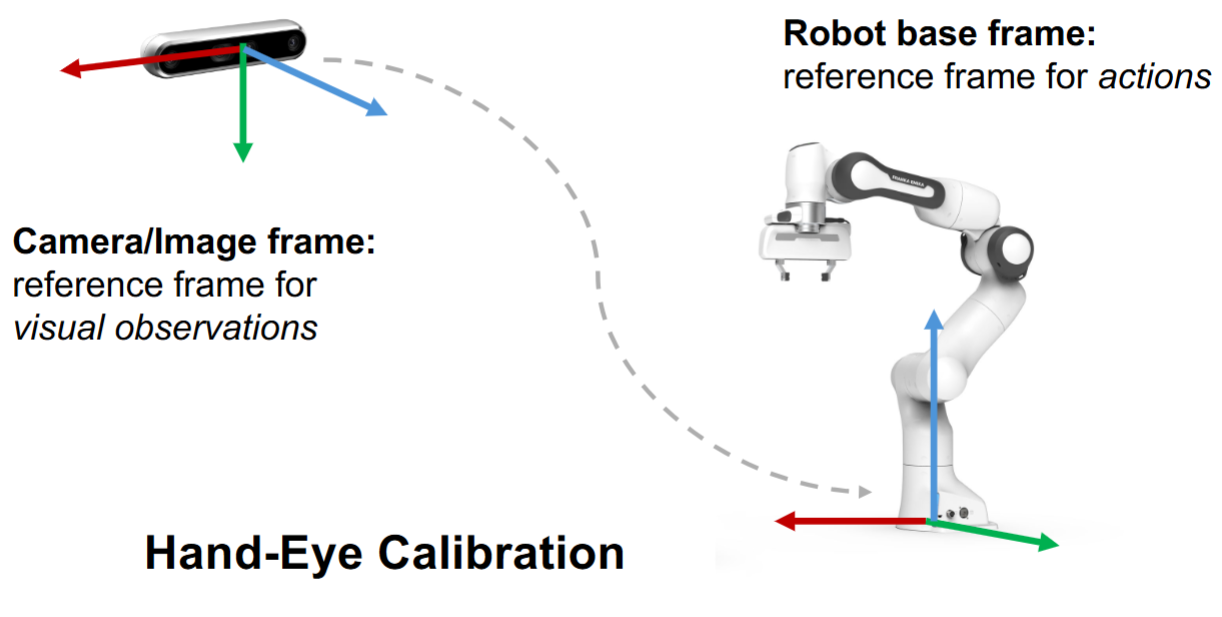 Robot base frame:
reference frame for actions
Camera/Image frame:
reference frame for
visual observations
FRANKA EMIKA
Hand-Eye Calibration